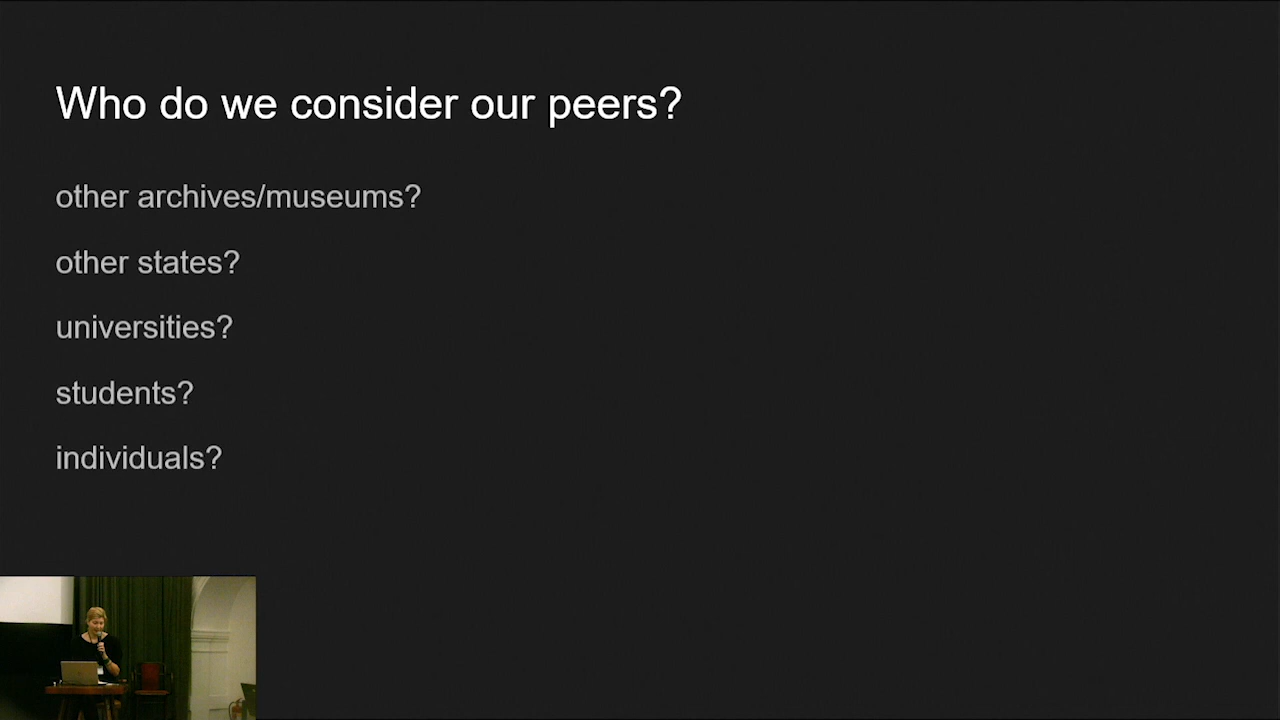 Who do we consider our peers?
other archives/museums?
other states?
universities?
students?
individuals?